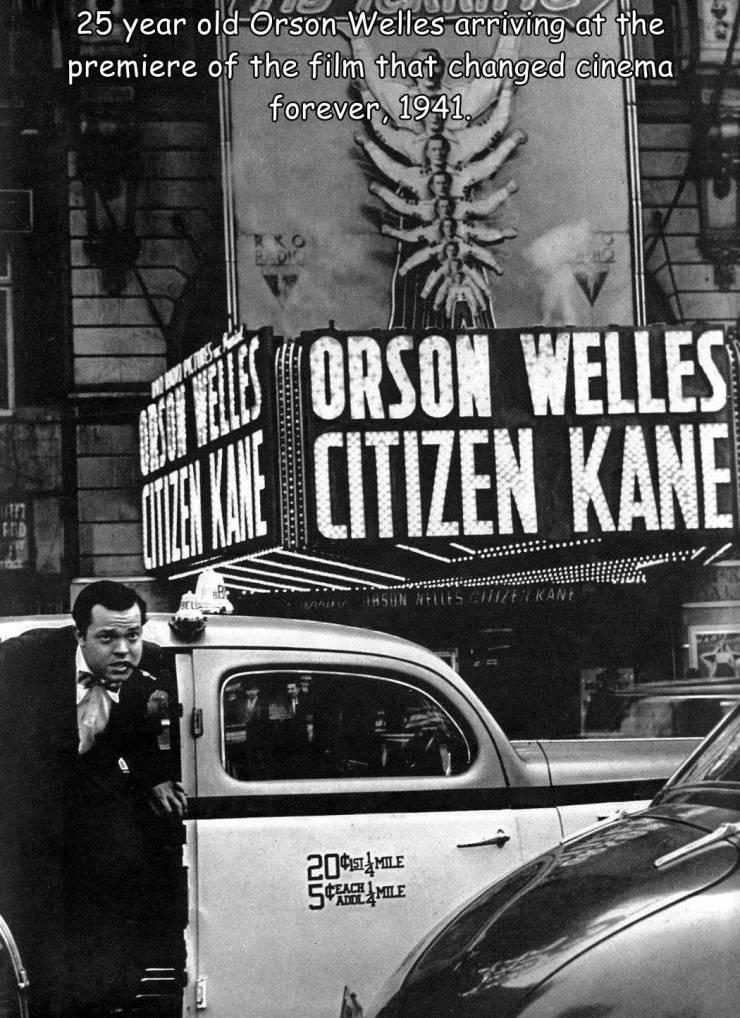 25 year old Orson Welles arriving at the
premiere of the film that changed cinema
forever, 1941.
RKO
RADIO
ORSON WELLES
CITIZEN KANE
ORSON WELLES
CITIZEN KANE
ORSON WELLES CITIZEN KANE
BELL
20¢ 1ST 1/4 MILE
5¢ EACH ADDL 1/4 MILE